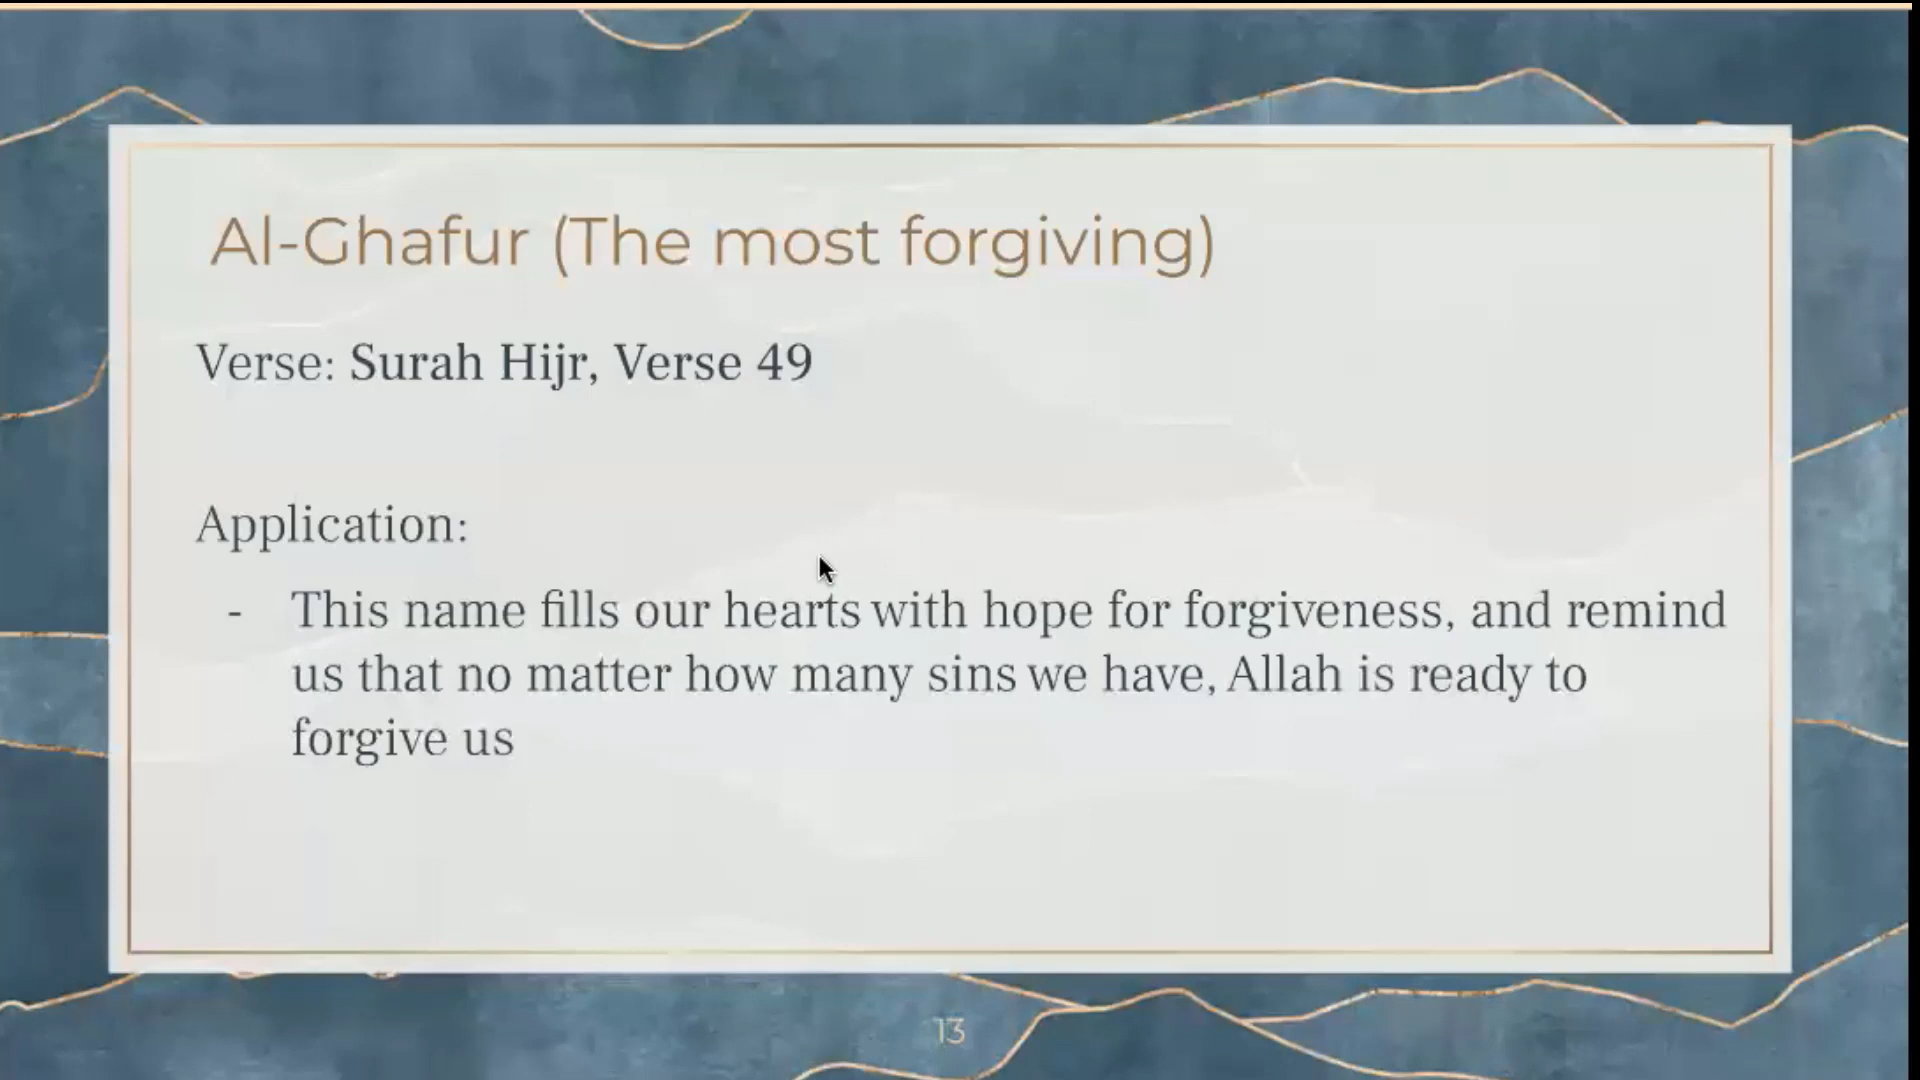 Al-Ghafur (The most forgiving)
Verse: Surah Hijr, Verse 49
Application:
- This name fills our hearts with hope for forgiveness, and remind
us that no matter how many sins we have, Allah is ready to
forgive us
13